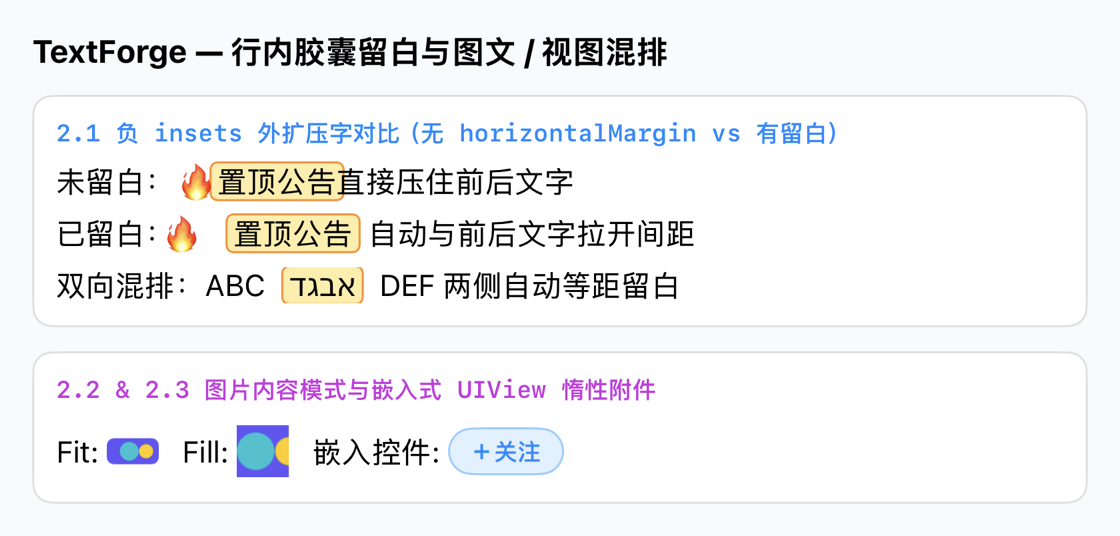 TextForge — 行内胶囊留白与图文 / 视图混排
2.1 负 insets 外扩压字对比（无 horizontalMargin vs 有留白）
未留白：🔥置顶公告直接压住前后文字
已留白：🔥 置顶公告 自动与前后文字拉开间距
双向混排：ABC אבגד DEF 两侧自动等距留白
2.2 & 2.3 图片内容模式与嵌入式 UIView 惰性附件
Fit: Fill: 嵌入控件: ＋关注